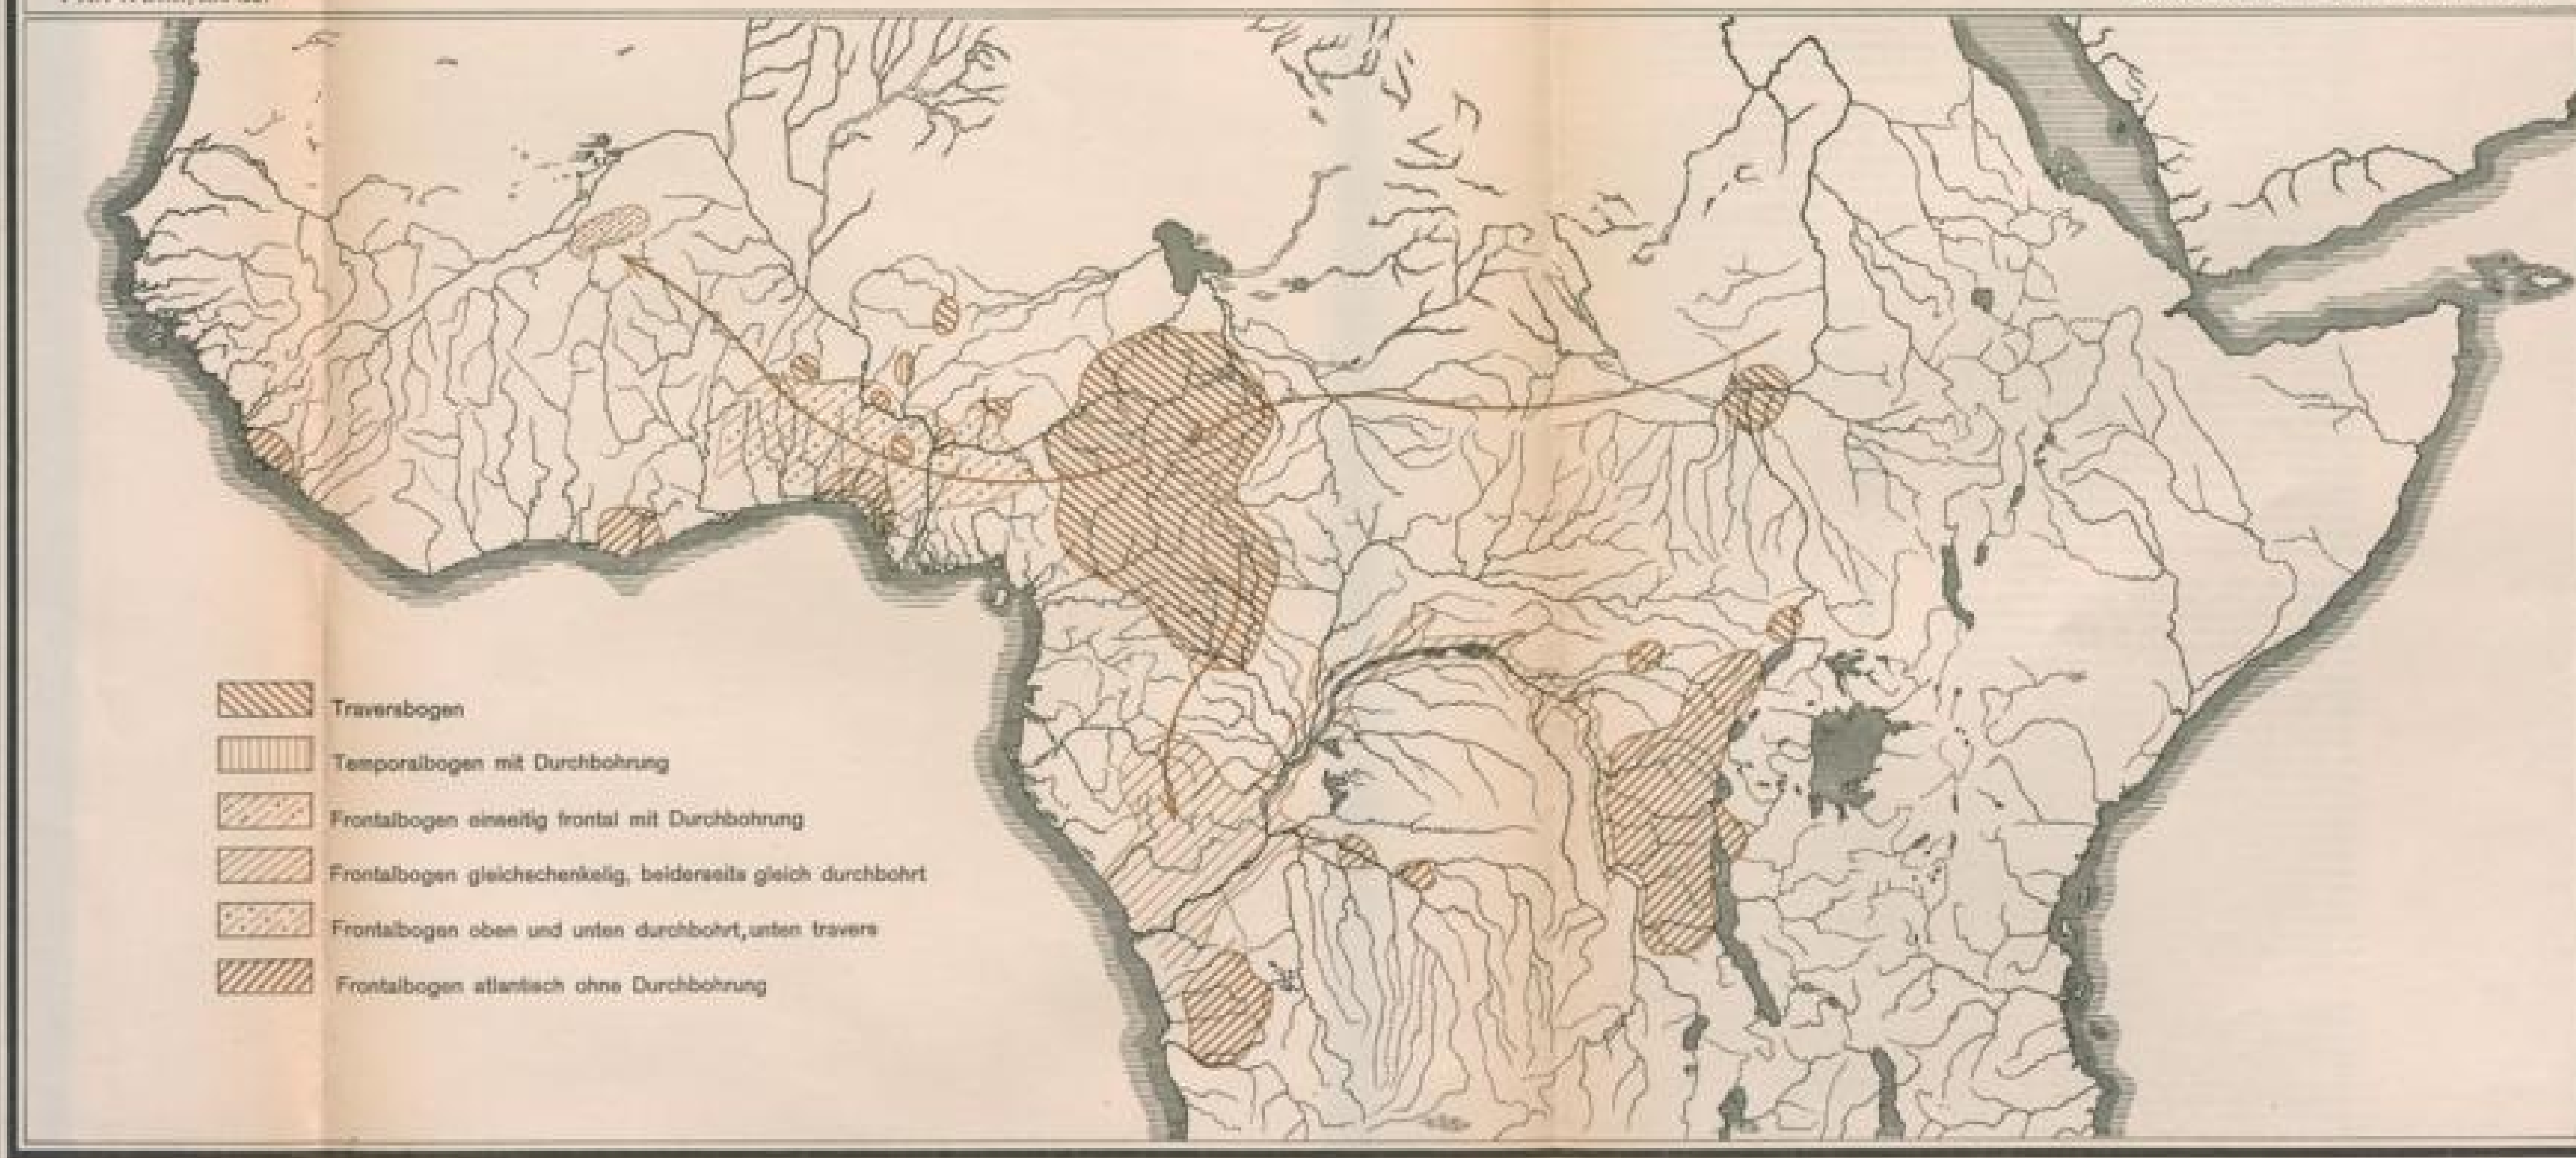 Traversbogen
Temporalbogen mit Durchbohrung
Frontalbogen einseitig frontal mit Durchbohrung
Frontalbogen gleichschenkelig, beiderseits gleich durchbohrt
Frontalbogen oben und unten durchbohrt, unten travers
Frontalbogen atlantisch ohne Durchbohrung